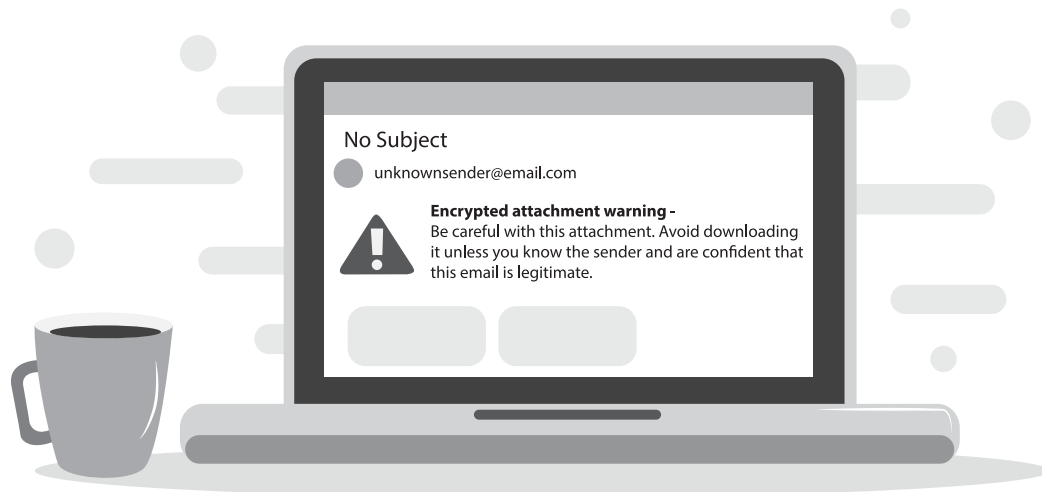 No Subject
unknownsender@email.com
Encrypted attachment warning -
Be careful with this attachment. Avoid downloading
it unless you know the sender and are confident that
this email is legitimate.